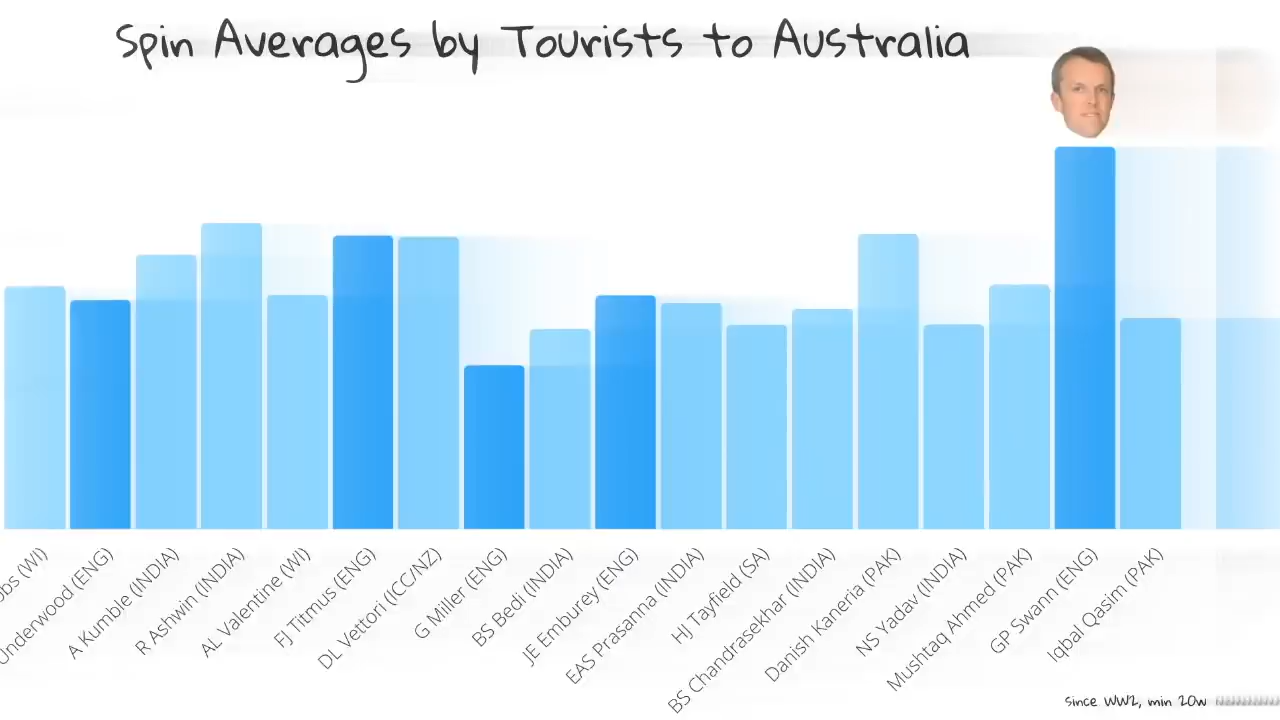 Spin Averages by Tourists to Australia
(WI)
Underwood (ENG)
A Kumble (INDIA)
R Ashwin (INDIA)
AL Valentine (WI)
FJ Titmus (ENG)
DL Vettori (ICC/NZ)
G Miller (ENG)
BS Bedi (INDIA)
JE Emburey (ENG)
EAS Prasanna (INDIA)
HJ Tayfield (SA)
BS Chandrasekhar (INDIA)
Danish Kaneria (PAK)
NS Yadav (INDIA)
Mushtaq Ahmed (PAK)
GP Swann (ENG)
Iqbal Qasim (PAK)
since WW2, min 20w